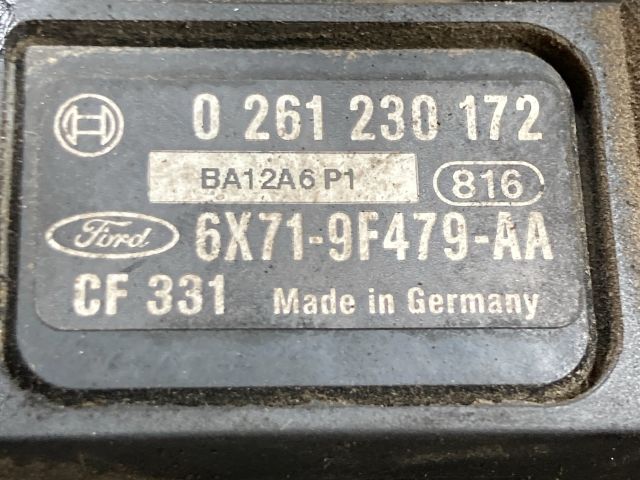 0 261 230 172
BA12A6 P1
816
Ford 6X71-9F479-AA
CF 331 Made in Germany